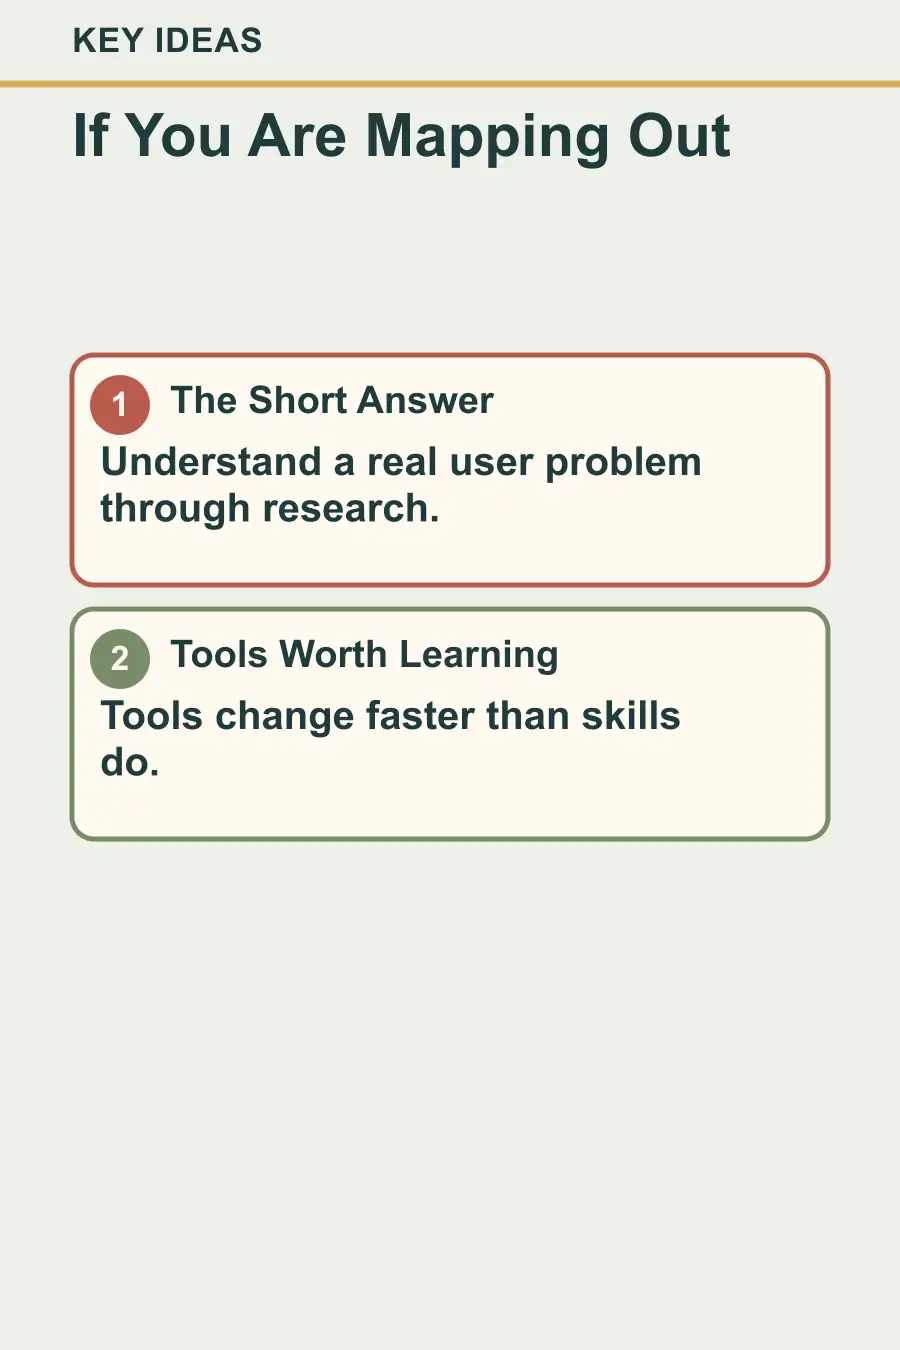 KEY IDEAS
If You Are Mapping Out
1 The Short Answer
Understand a real user problem
through research.
2 Tools Worth Learning
Tools change faster than skills
do.